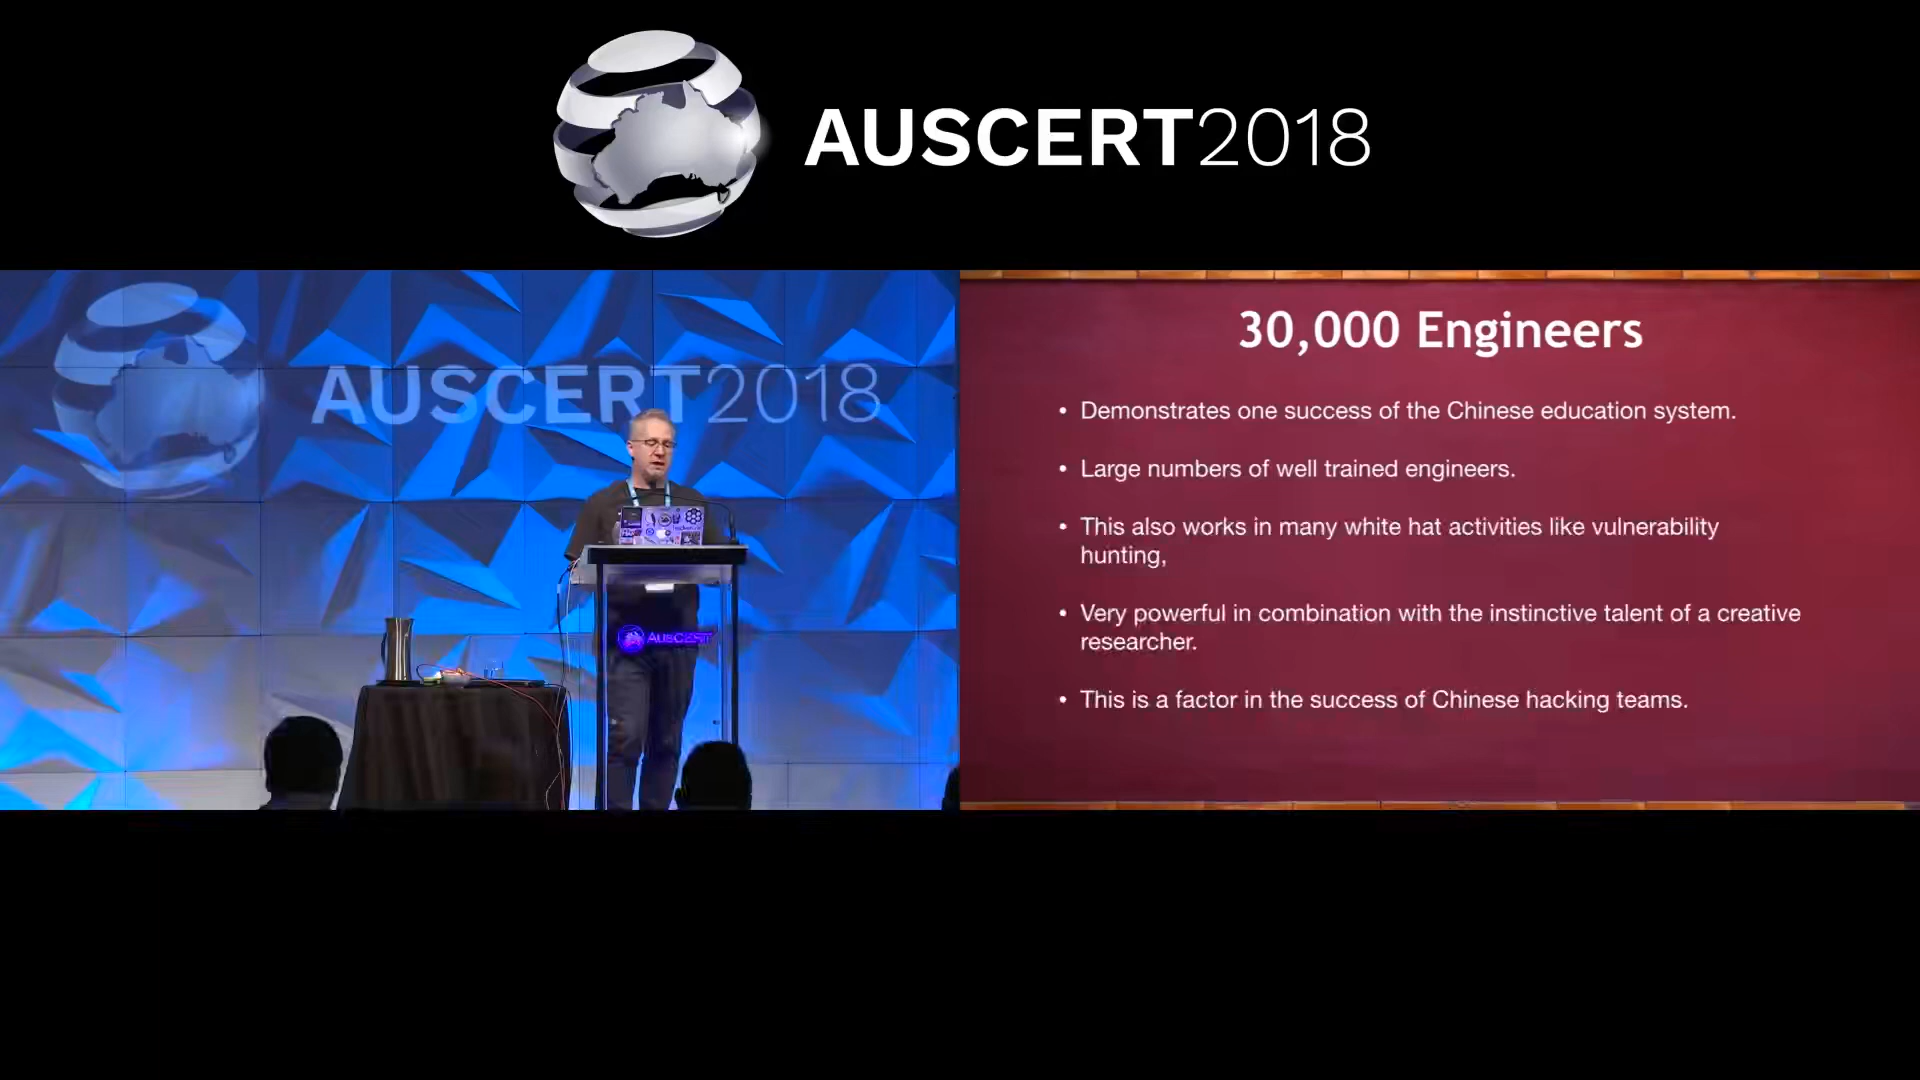 AUSCERT2018
AUSCERT2018
AUSCERT
30,000 Engineers
• Demonstrates one success of the Chinese education system.
• Large numbers of well trained engineers.
• This also works in many white hat activities like vulnerability
hunting,
• Very powerful in combination with the instinctive talent of a creative
researcher.
• This is a factor in the success of Chinese hacking teams.